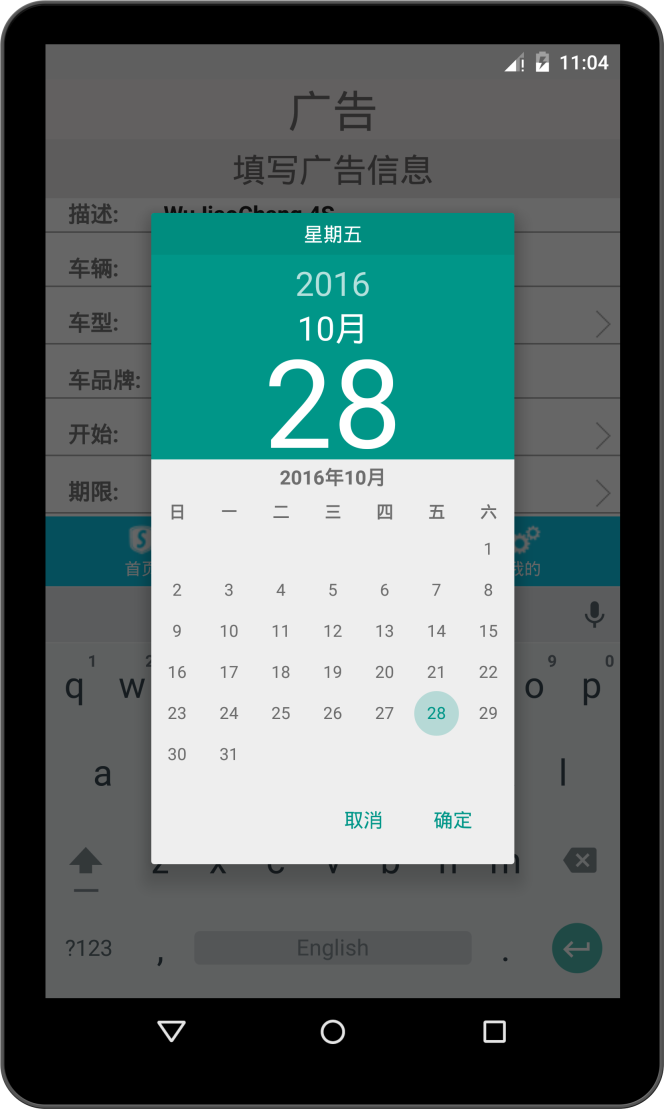 11:04
广告
填写广告信息
描述:
星期五
车辆:
2016
车型:
10月
28
车品牌:
开始:
期限:
2016年10月
日 一 二 三 四 五 六
1
2 3 4 5 6 7 8
9 10 11 12 13 14 15
16 17 18 19 20 21 22
23 24 25 26 27 28 29
30 31
取消 确定
首页 我的
1 2 9 0
q w o p
a l
z x c v b n m
?123 , English .